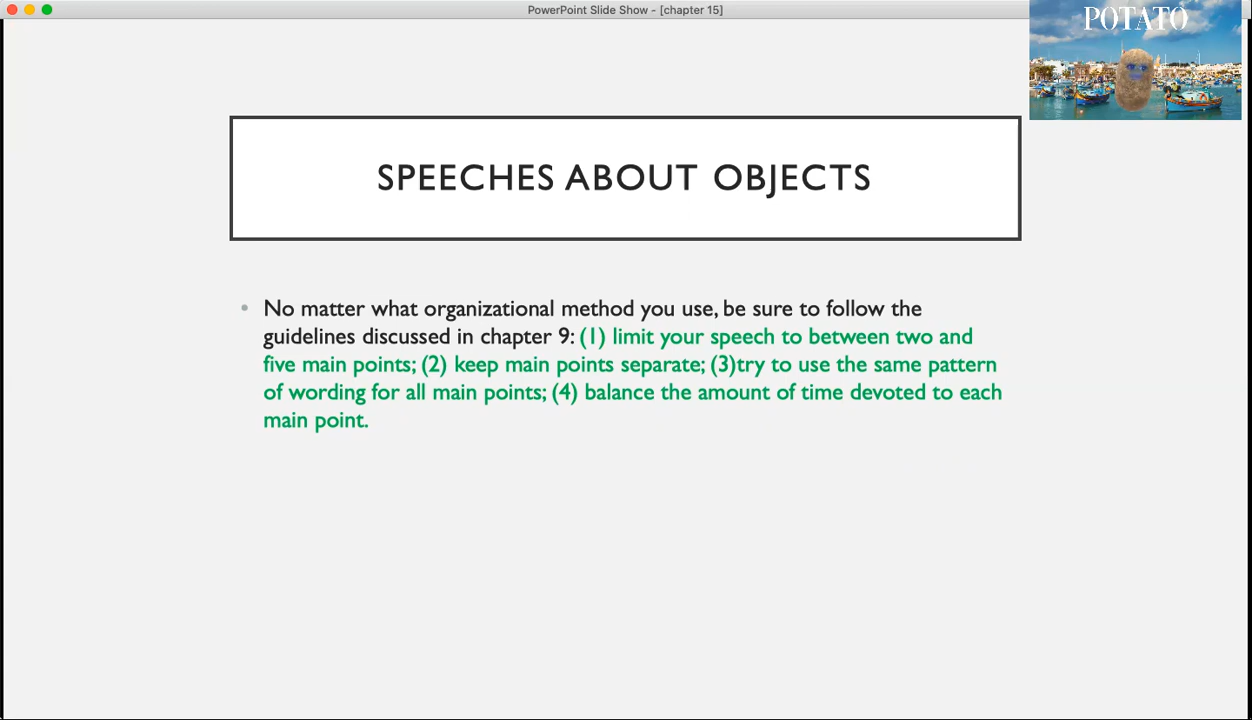 PowerPoint Slide Show - [chapter 15]
POTATO
SPEECHES ABOUT OBJECTS
• No matter what organizational method you use, be sure to follow the
guidelines discussed in chapter 9: (1) limit your speech to between two and
five main points; (2) keep main points separate; (3)try to use the same pattern
of wording for all main points; (4) balance the amount of time devoted to each
main point.